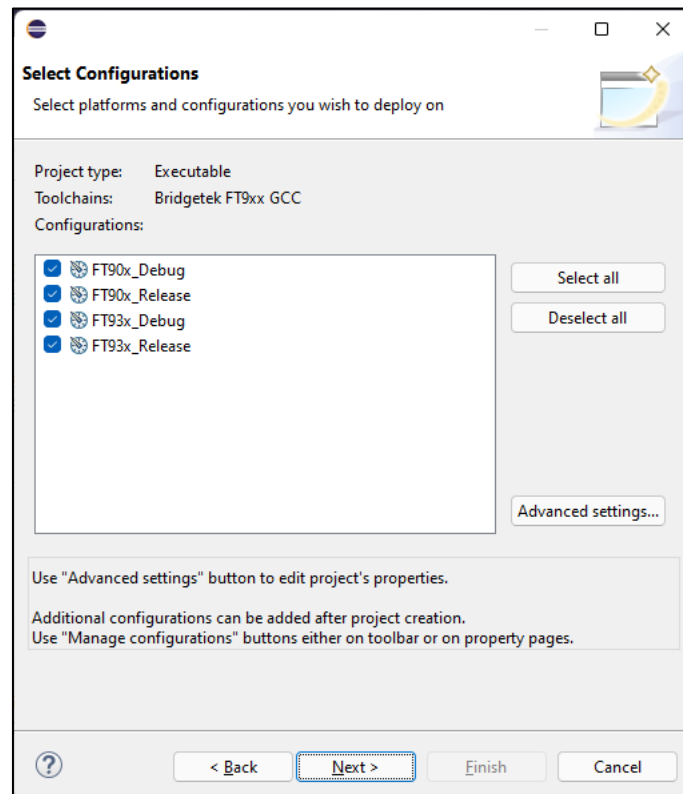 Select Configurations
Select platforms and configurations you wish to deploy on
Project type: Executable
Toolchains: Bridgetek FT9xx GCC
Configurations:
FT90x_Debug
FT90x_Release
FT93x_Debug
FT93x_Release
Select all
Deselect all
Advanced settings...
Use "Advanced settings" button to edit project's properties.
Additional configurations can be added after project creation.
Use "Manage configurations" buttons either on toolbar or on property pages.
? < Back Next > Finish Cancel